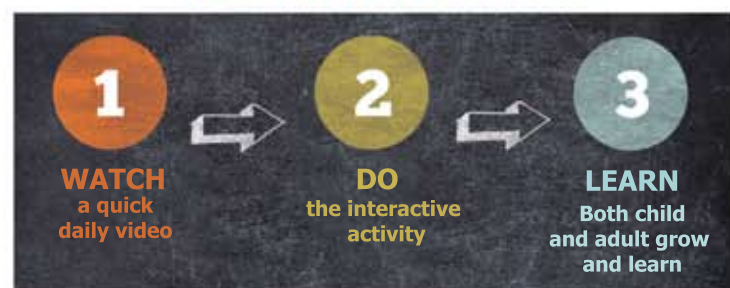 1
WATCH
a quick
daily video
2
DO
the interactive
activity
3
LEARN
Both child
and adult grow
and learn